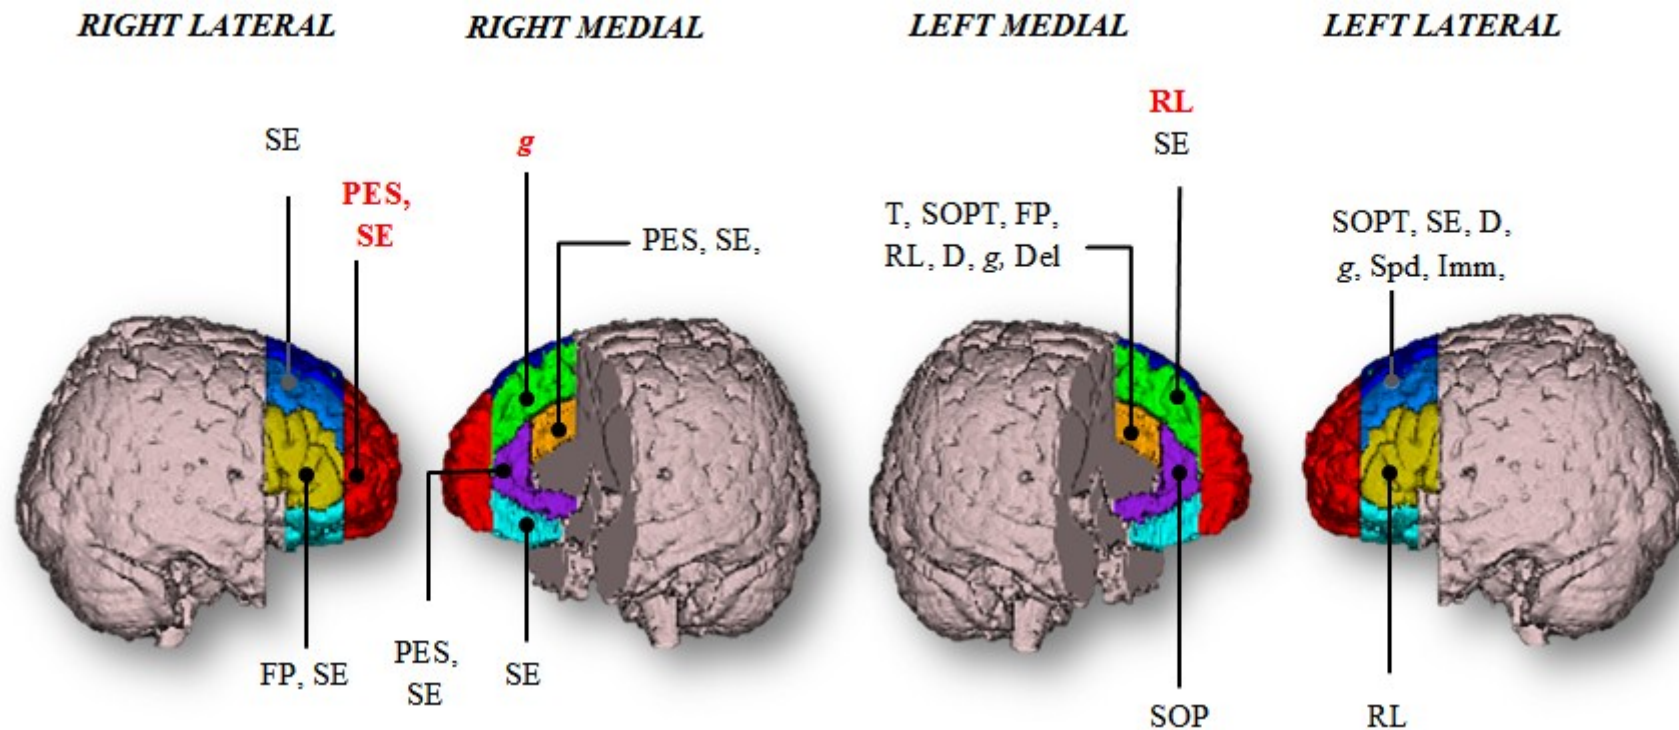 RIGHT LATERAL
RIGHT MEDIAL
LEFT MEDIAL
LEFT LATERAL
SE
PES,
SE
g
PES, SE,
RL
SE
T, SOPT, FP,
RL, D, g, Del
SOPT, SE, D,
g, Spd, Imm,
FP, SE
PES,
SE
SE
SOP
RL